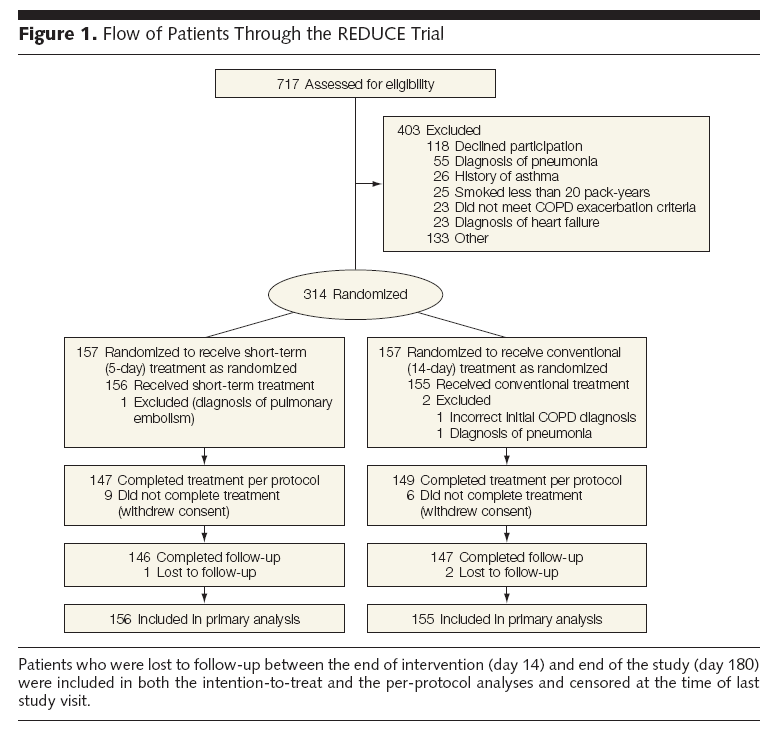 Figure 1. Flow of Patients Through the REDUCE Trial
717 Assessed for eligibility
403 Excluded
118 Declined participation
55 Diagnosis of pneumonia
26 History of asthma
25 Smoked less than 20 pack-years
23 Did not meet COPD exacerbation criteria
23 Diagnosis of heart failure
133 Other
314 Randomized
157 Randomized to receive short-term
(5-day) treatment as randomized
156 Received short-term treatment
1 Excluded (diagnosis of pulmonary
embolism)
157 Randomized to receive conventional
(14-day) treatment as randomized
155 Received conventional treatment
2 Excluded
1 Incorrect initial COPD diagnosis
1 Diagnosis of pneumonia
147 Completed treatment per protocol
9 Did not complete treatment
(withdrew consent)
149 Completed treatment per protocol
6 Did not complete treatment
(withdrew consent)
146 Completed follow-up
1 Lost to follow-up
147 Completed follow-up
2 Lost to follow-up
156 Included in primary analysis
155 Included in primary analysis
Patients who were lost to follow-up between the end of intervention (day 14) and end of the study (day 180)
were included in both the intention-to-treat and the per-protocol analyses and censored at the time of last
study visit.